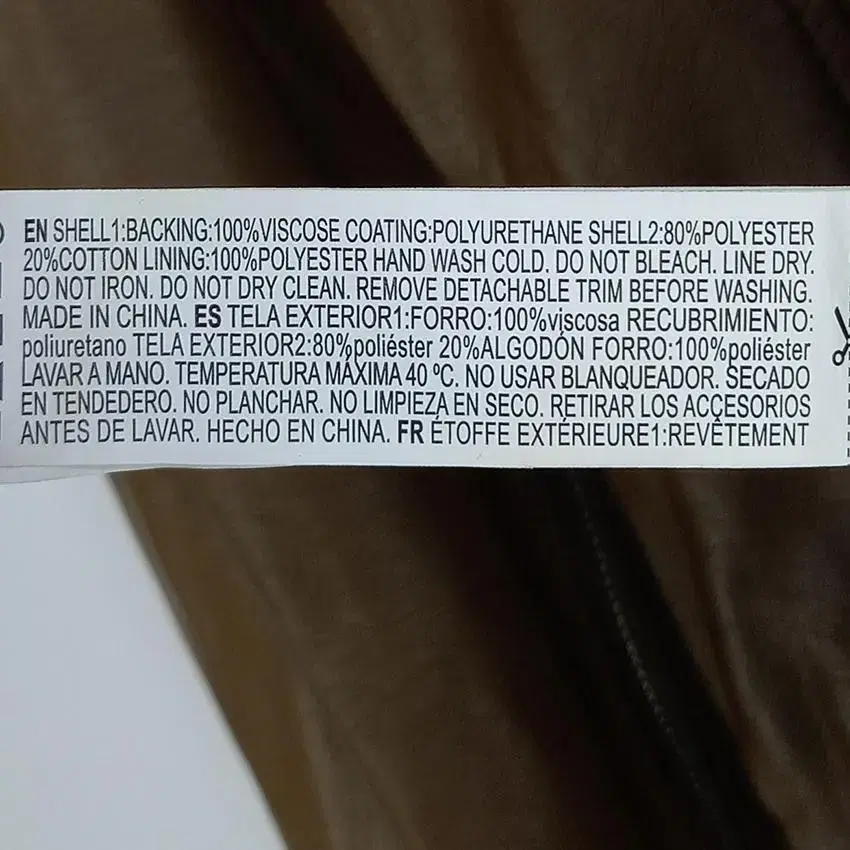 EN SHELL1:BACKING:100%VISCOSE COATING:POLYURETHANE SHELL2:80%POLYESTER
20%COTTON LINING:100%POLYESTER HAND WASH COLD. DO NOT BLEACH. LINE DRY.
DO NOT IRON. DO NOT DRY CLEAN. REMOVE DETACHABLE TRIM BEFORE WASHING.
MADE IN CHINA. ES TELA EXTERIOR1:FORRO:100%viscosa RECUBRIMIENTO:
poliuretano TELA EXTERIOR2:80%poliéster 20%ALGODÓN FORRO:100%poliéster
LAVAR A MANO. TEMPERATURA MÁXIMA 40 ºC. NO USAR BLANQUEADOR. SECADO
EN TENDEDERO. NO PLANCHAR. NO LIMPIEZA EN SECO. RETIRAR LOS ACCESORIOS
ANTES DE LAVAR. HECHO EN CHINA. FR ÉTOFFE EXTÉRIEURE1:REVÊTEMENT